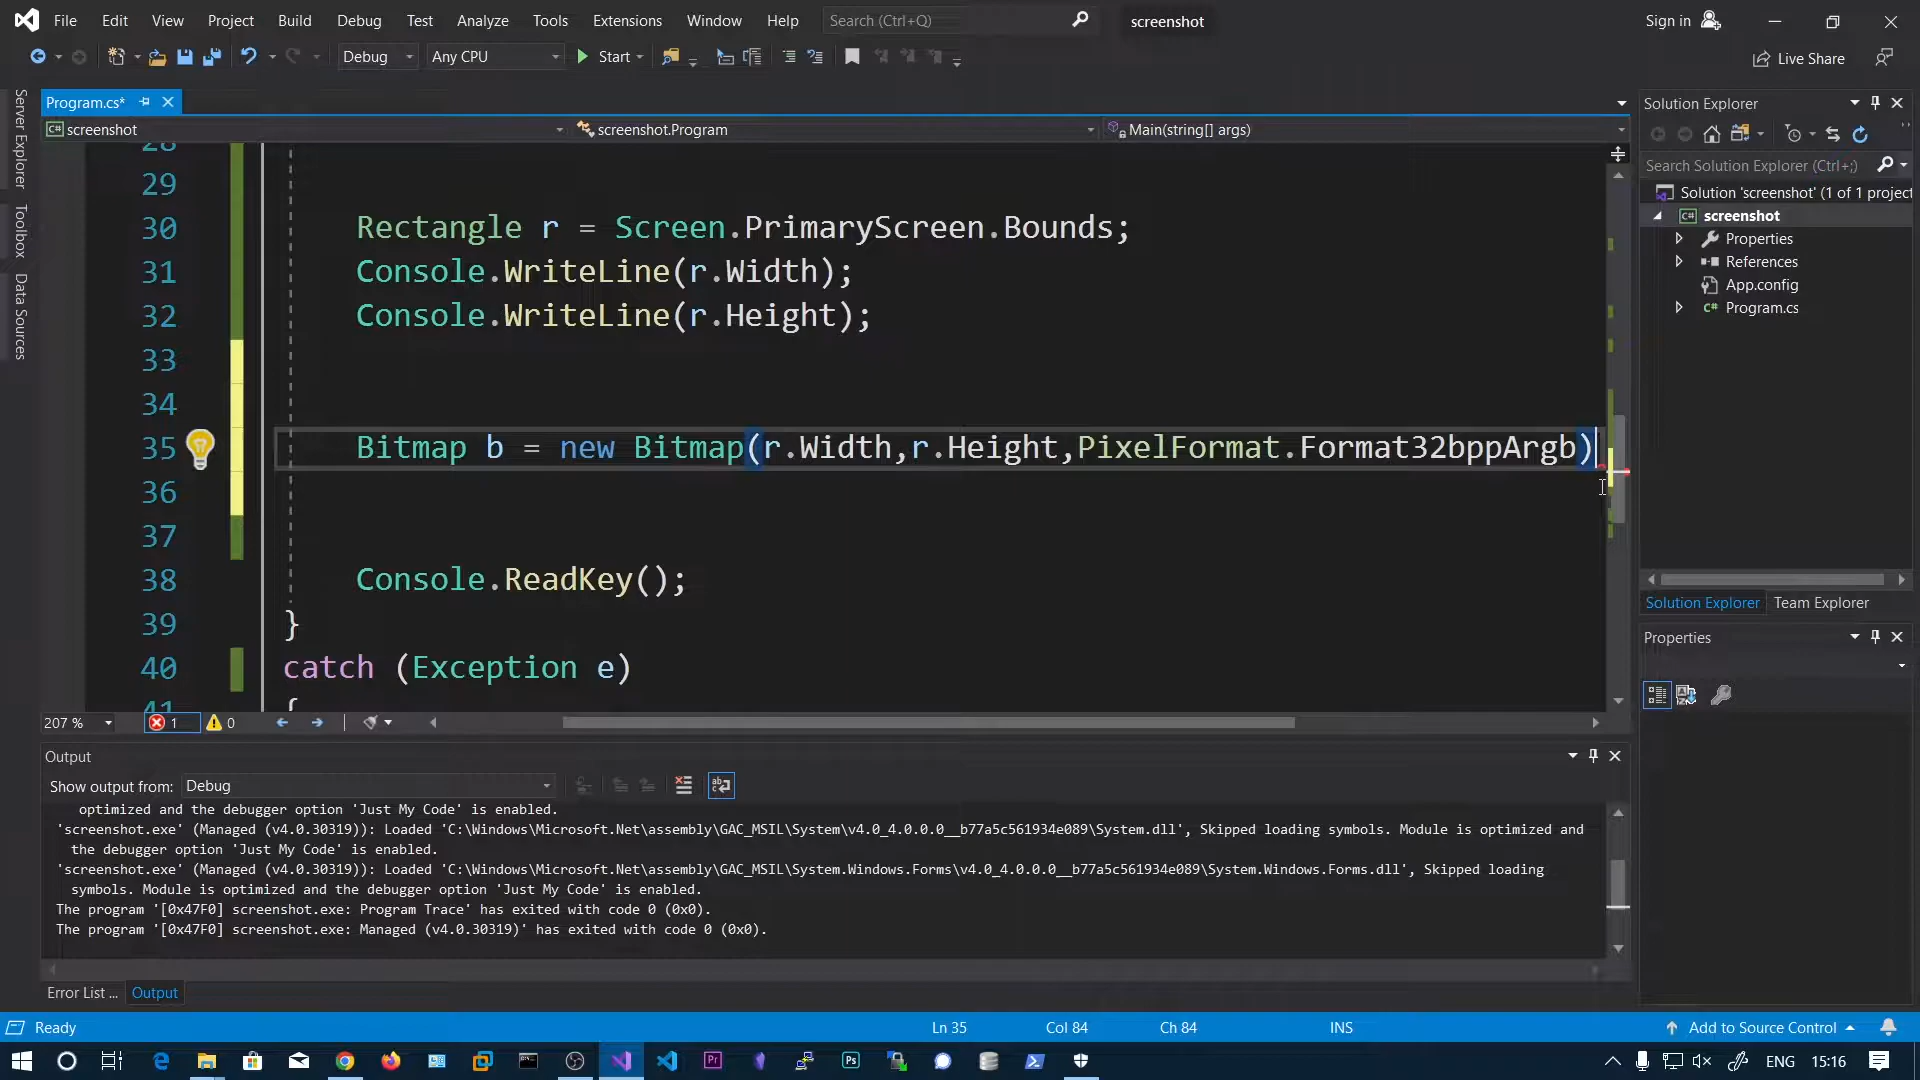 File Edit View Project Build Debug Test Analyze Tools Extensions Window Help Search (Ctrl+Q) screenshot Sign in
Debug Any CPU Start Live Share
Server Explorer
Toolbox
Data Sources
Program.cs*
C# screenshot screenshot.Program Main(string[] args)
28
29
30 Rectangle r = Screen.PrimaryScreen.Bounds;
31 Console.WriteLine(r.Width);
32 Console.WriteLine(r.Height);
33
34
35 Bitmap b = new Bitmap(r.Width,r.Height,PixelFormat.Format32bppArgb)
36
37
38 Console.ReadKey();
39 }
40 catch (Exception e)
41 {
207 % 1 0
Output
Show output from: Debug
optimized and the debugger option 'Just My Code' is enabled.
'screenshot.exe' (Managed (v4.0.30319)): Loaded 'C:\Windows\Microsoft.Net\assembly\GAC_MSIL\System\v4.0_4.0.0.0__b77a5c561934e089\System.dll', Skipped loading symbols. Module is optimized and
the debugger option 'Just My Code' is enabled.
'screenshot.exe' (Managed (v4.0.30319)): Loaded 'C:\Windows\Microsoft.Net\assembly\GAC_MSIL\System.Windows.Forms\v4.0_4.0.0.0__b77a5c561934e089\System.Windows.Forms.dll', Skipped loading
symbols. Module is optimized and the debugger option 'Just My Code' is enabled.
The program '[0x47F0] screenshot.exe: Program Trace' has exited with code 0 (0x0).
The program '[0x47F0] screenshot.exe: Managed (v4.0.30319)' has exited with code 0 (0x0).
Error List ... Output
Solution Explorer
Search Solution Explorer (Ctrl+;)
Solution 'screenshot' (1 of 1 project
C# screenshot
Properties
References
App.config
C# Program.cs
Solution Explorer Team Explorer
Properties
Ready Ln 35 Col 84 Ch 84 INS Add to Source Control
Pr Ps ENG 15:16